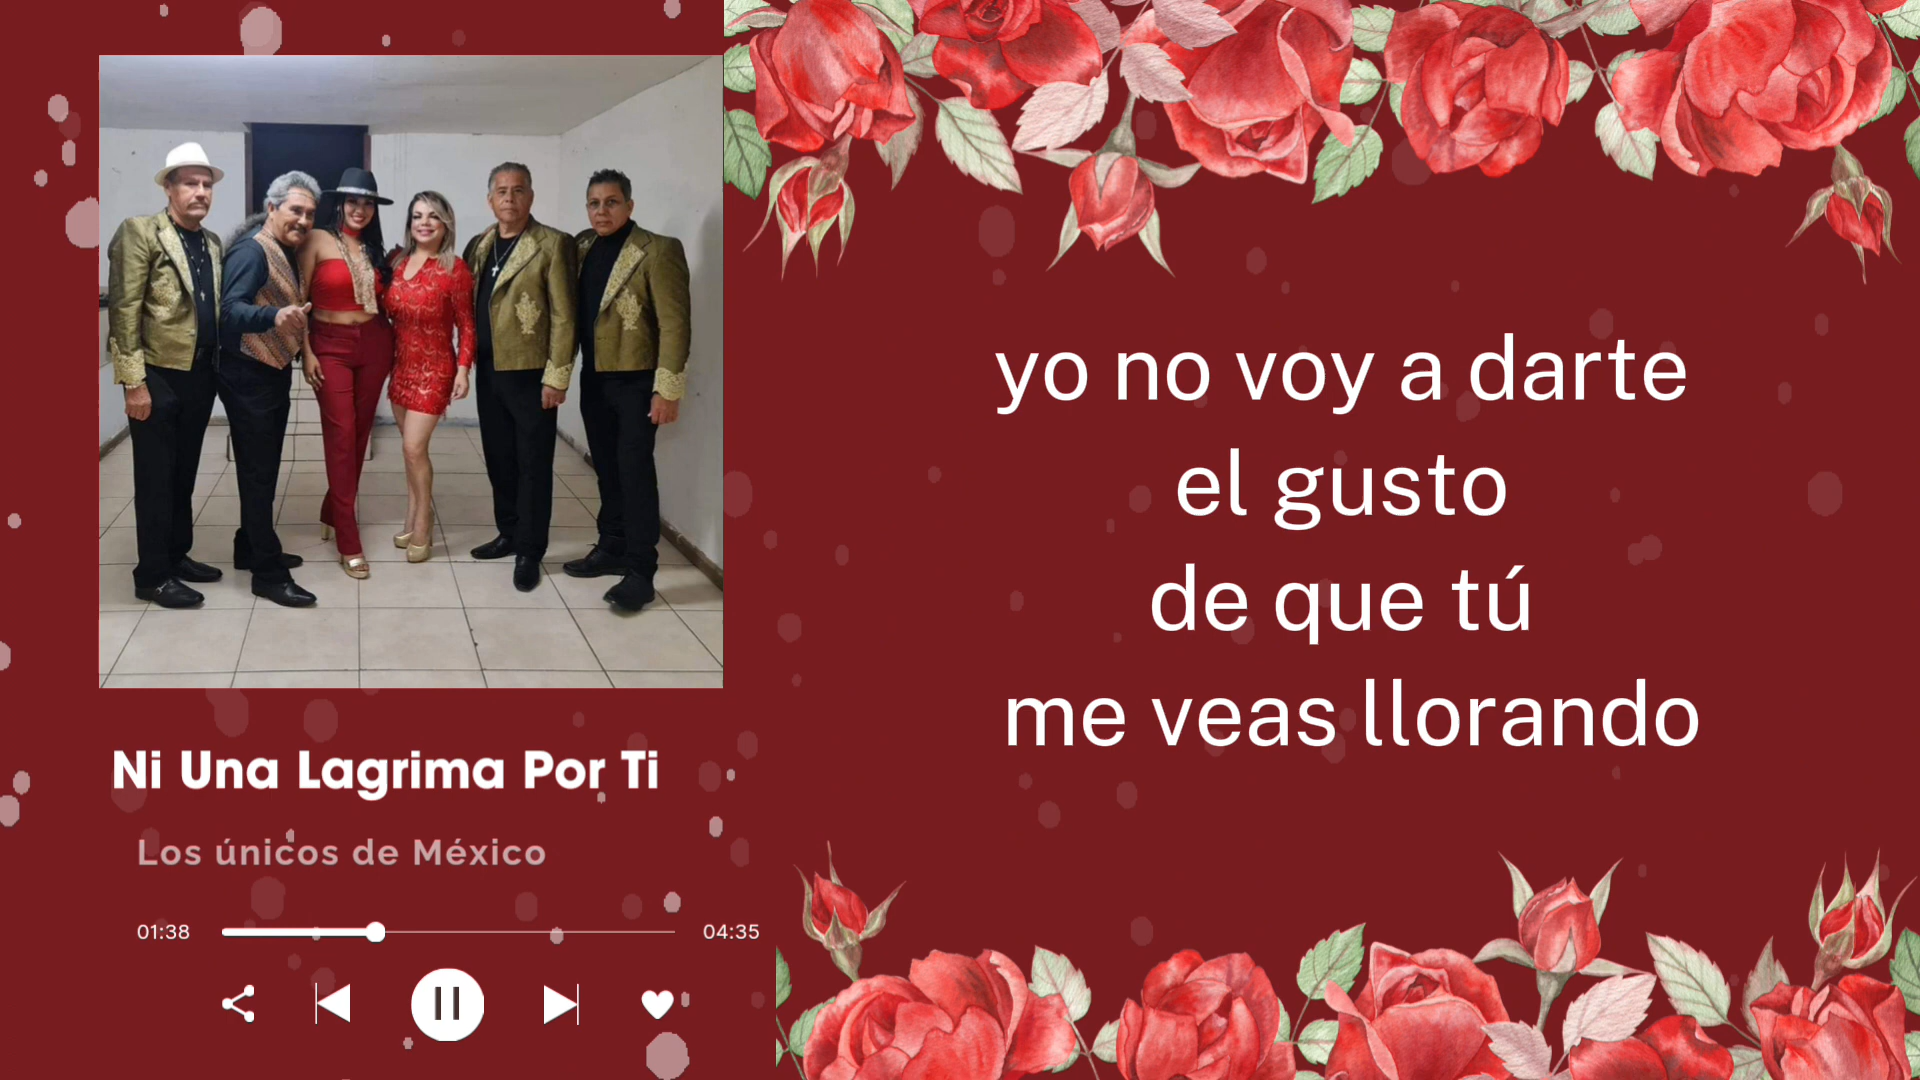 Ni Una Lagrima Por Ti
Los únicos de México
01:38
04:35
yo no voy a darte
el gusto
de que tú
me veas llorando